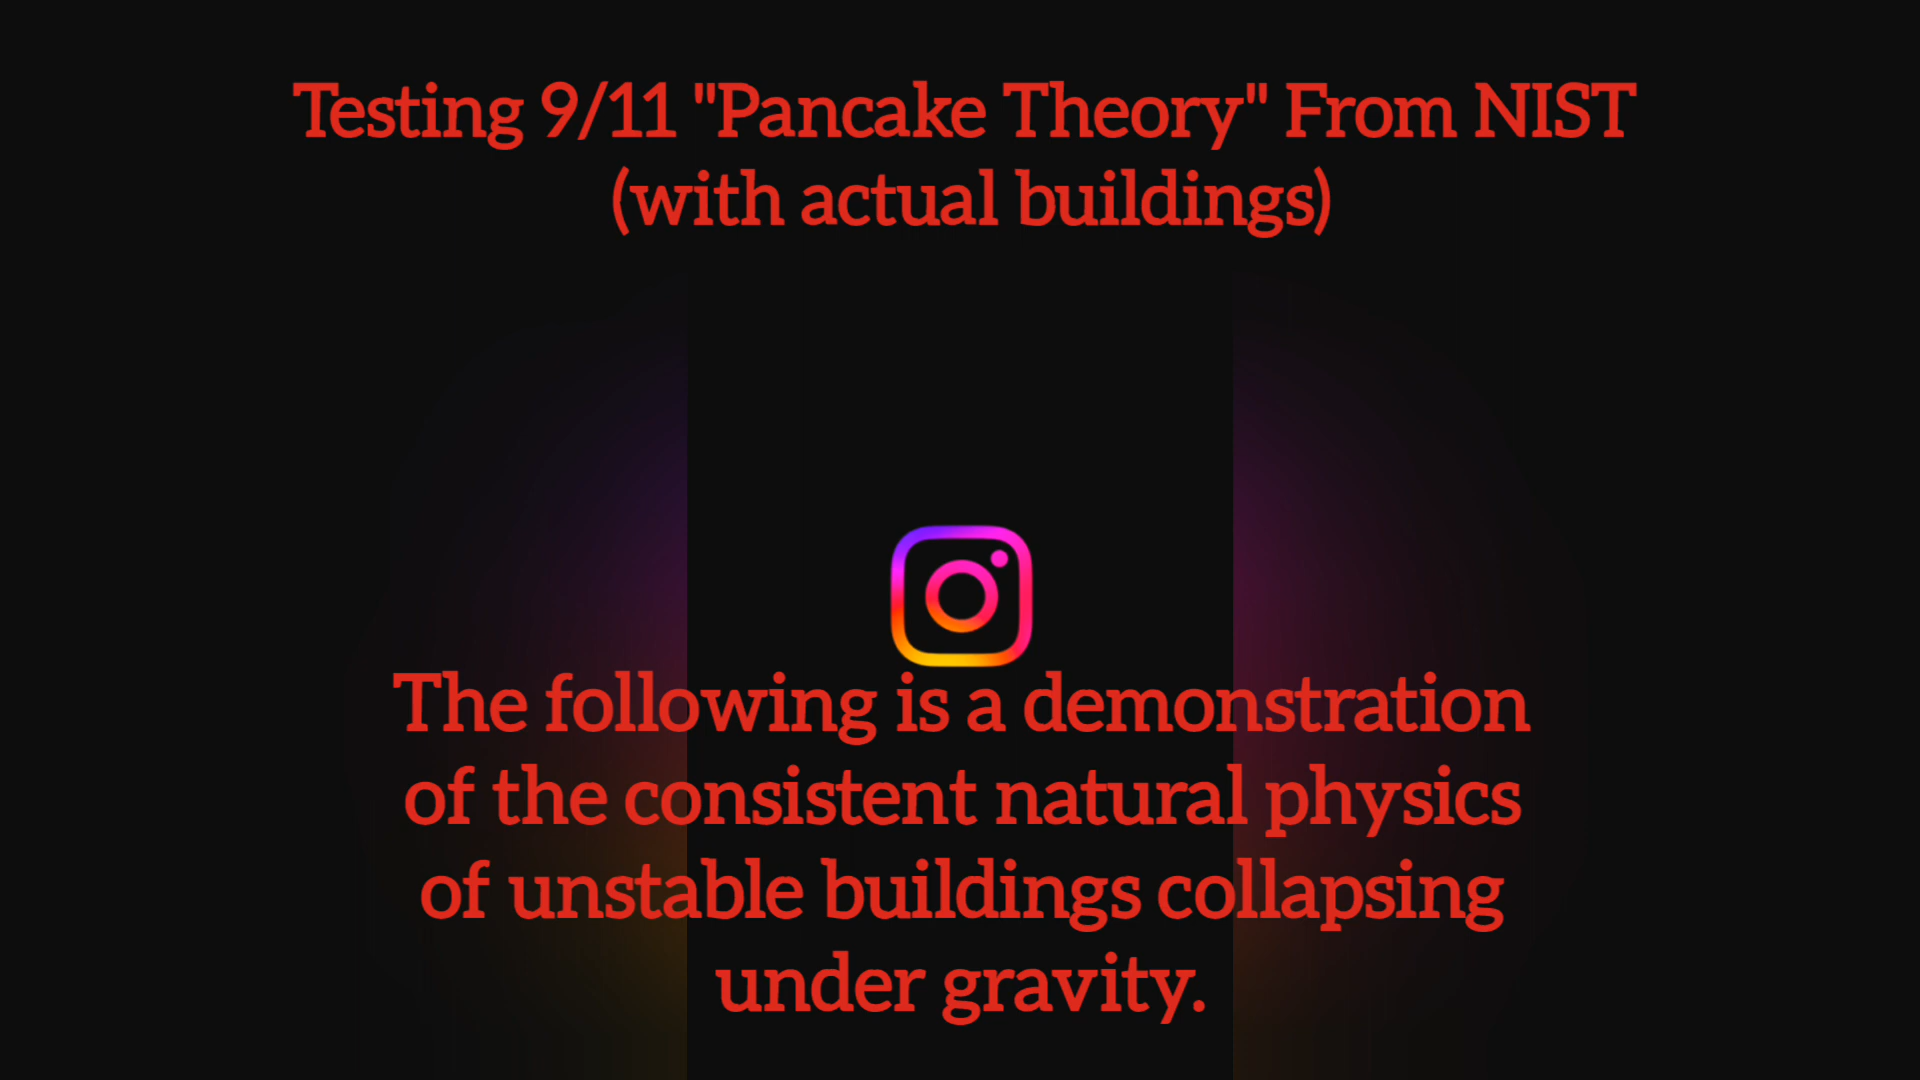 Testing 9/11 "Pancake Theory" From NIST
(with actual buildings)
The following is a demonstration
of the consistent natural physics
of unstable buildings collapsing
under gravity.